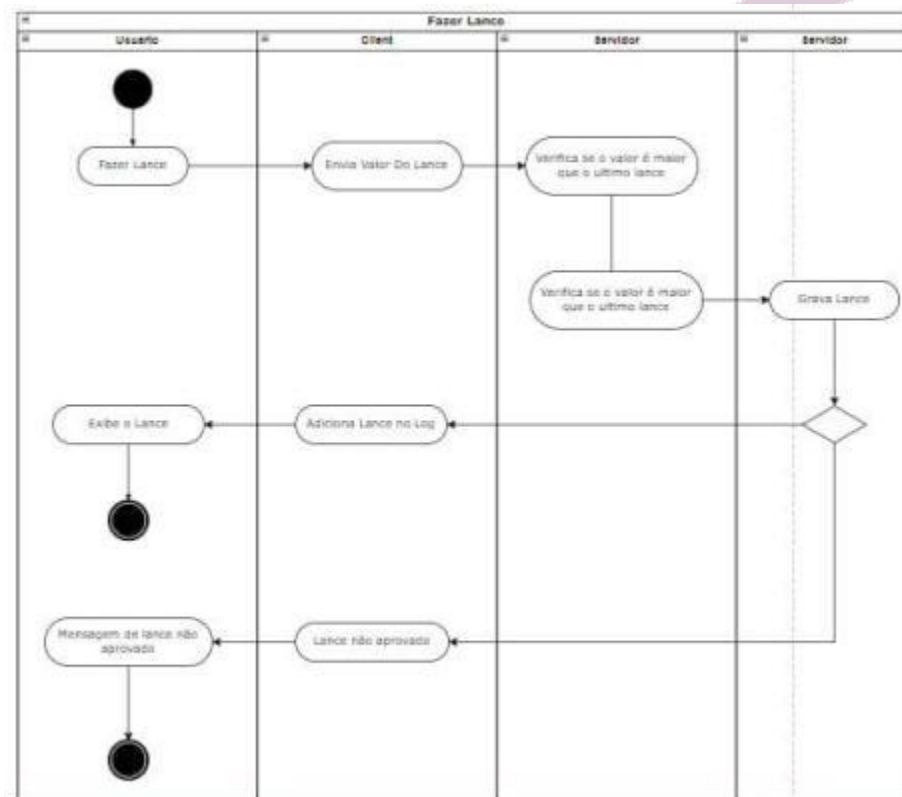 Fazer Lance
Usuario
Client
Servidor
Servidor
Fazer Lance
Envia Valor Do Lance
Verifica se o valor é maior
que o ultimo lance
Verifica se o valor é maior
que o ultimo lance
Grava Lance
Exibe o Lance
Adiciona Lance no Log
Mensagem de lance não
aprovado
Lance não aprovado